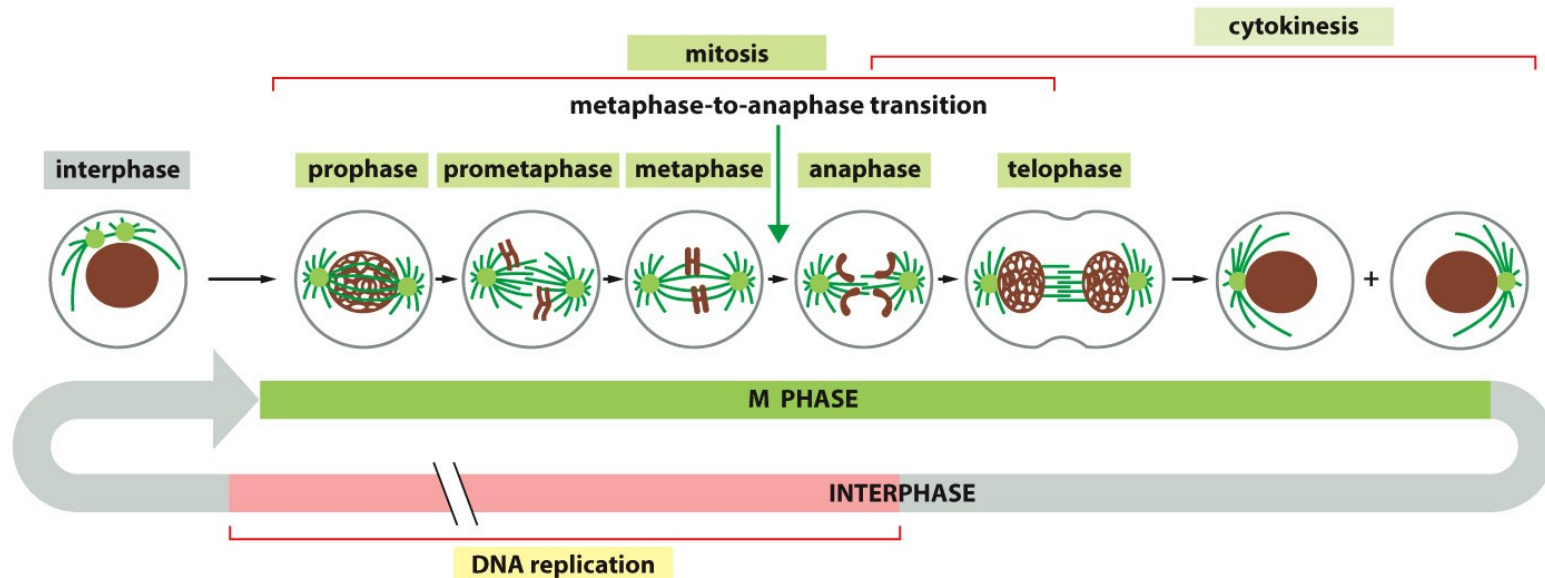 cytokinesis
mitosis
metaphase-to-anaphase transition
interphase
prophase
prometaphase
metaphase
anaphase
telophase
+
M PHASE
INTERPHASE
DNA replication